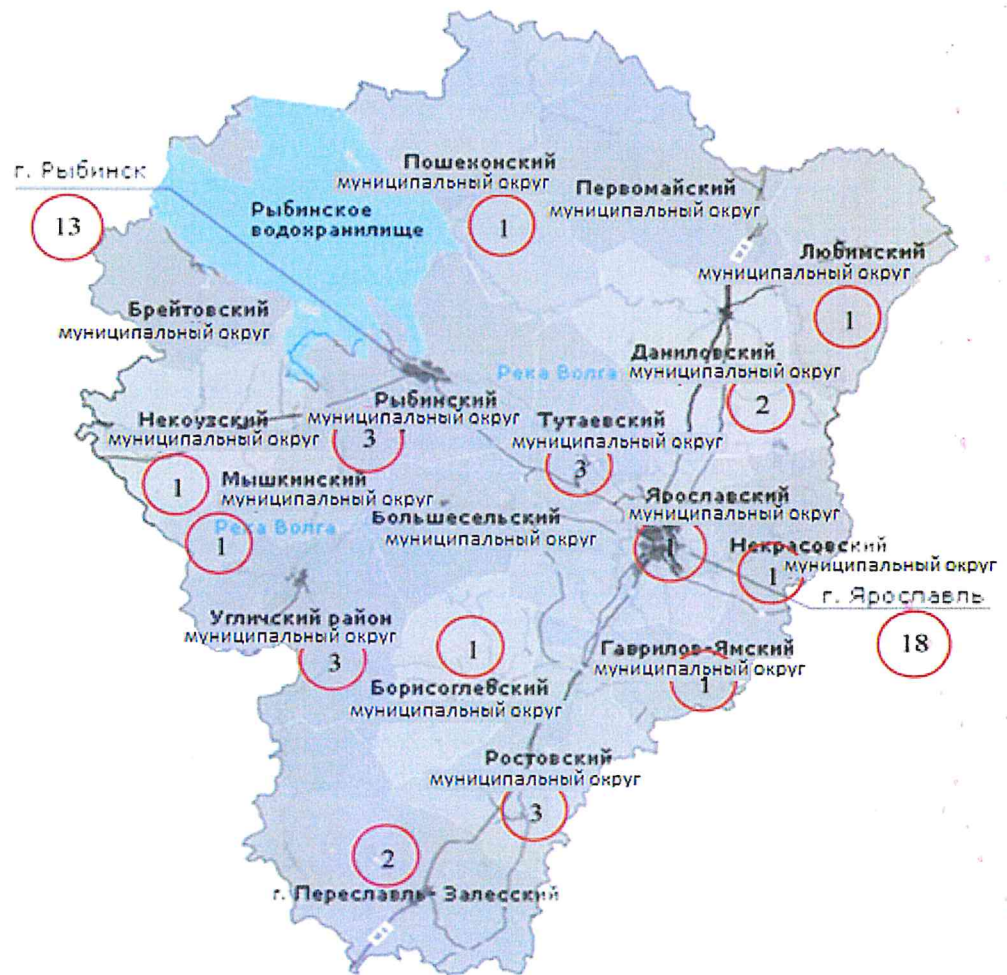 Пошехонский
муниципальный округ
1
г. Рыбинск
13
Первомайский
муниципальный округ
Рыбинское
водохранилище
Любимский
муниципальный округ
1
Брейтовский
муниципальный округ
Даниловский
муниципальный округ
2
Река Волга
Рыбинский
муниципальный округ
3
Некоузский
муниципальный округ
1
Тутаевский
муниципальный округ
3
Мышкинский
муниципальный округ
1
Река Волга
Большесельский
муниципальный округ
Ярославский
муниципальный округ
1
Некрасовский
муниципальный округ
1
г. Ярославль
18
Угличский район
муниципальный округ
3
1
Борисоглебский
муниципальный округ
Гаврилов-Ямский
муниципальный округ
1
Ростовский
муниципальный округ
3
2
г. Переславль- Залесский